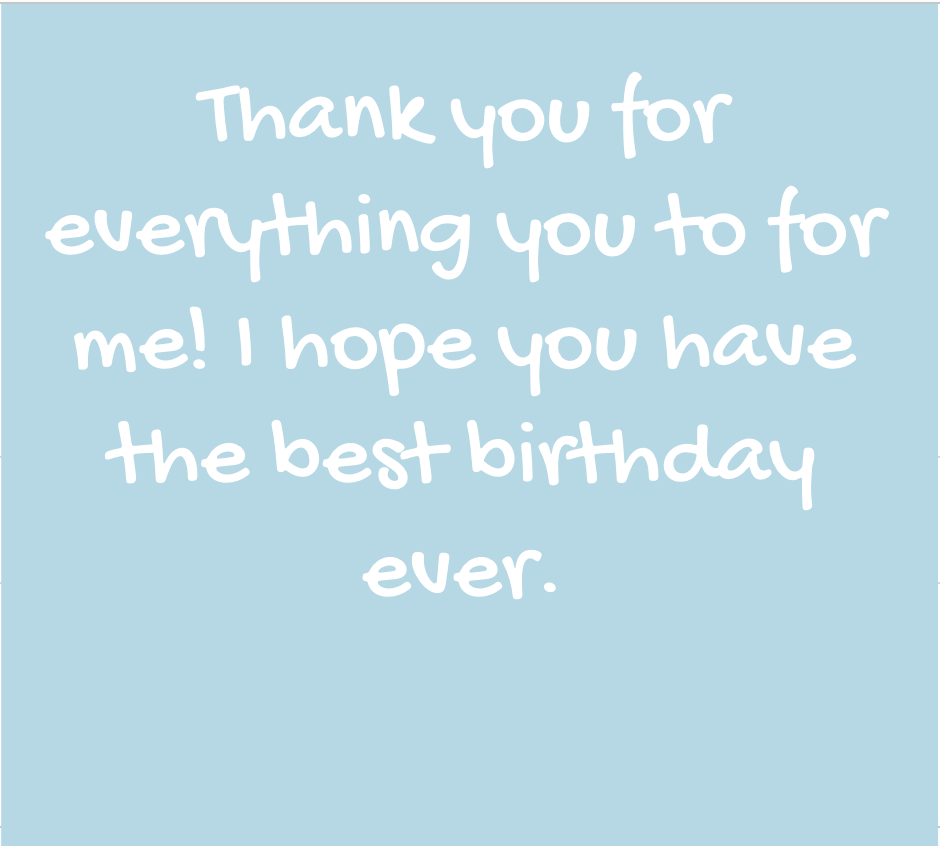 Thank you for
everything you to for
me! I hope you have
the best birthday
ever.